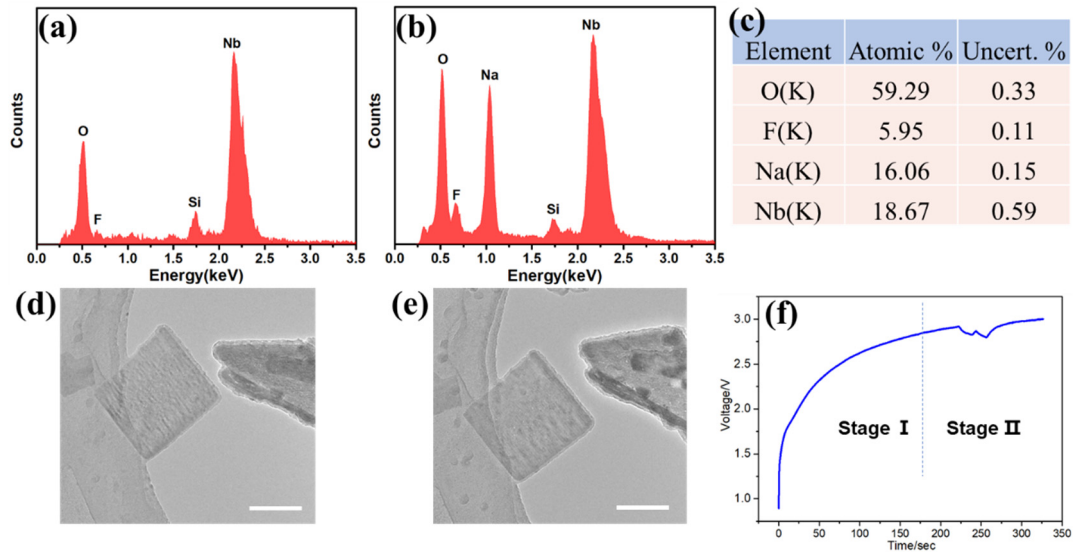 (a)
Nb
O
F
Si
Counts
0.0 0.5 1.0 1.5 2.0 2.5 3.0 3.5
Energy(keV)
(b)
Nb
O
Na
F
Si
Counts
0.0 0.5 1.0 1.5 2.0 2.5 3.0 3.5
Energy(keV)
(c)
Element Atomic % Uncert. %
O(K) 59.29 0.33
F(K) 5.95 0.11
Na(K) 16.06 0.15
Nb(K) 18.67 0.59
(d)
(e)
(f)
3.0
2.5
2.0
1.5
1.0
Voltage/V
Stage Ⅰ
Stage Ⅱ
0 50 100 150 200 250 300 350
Time/sec